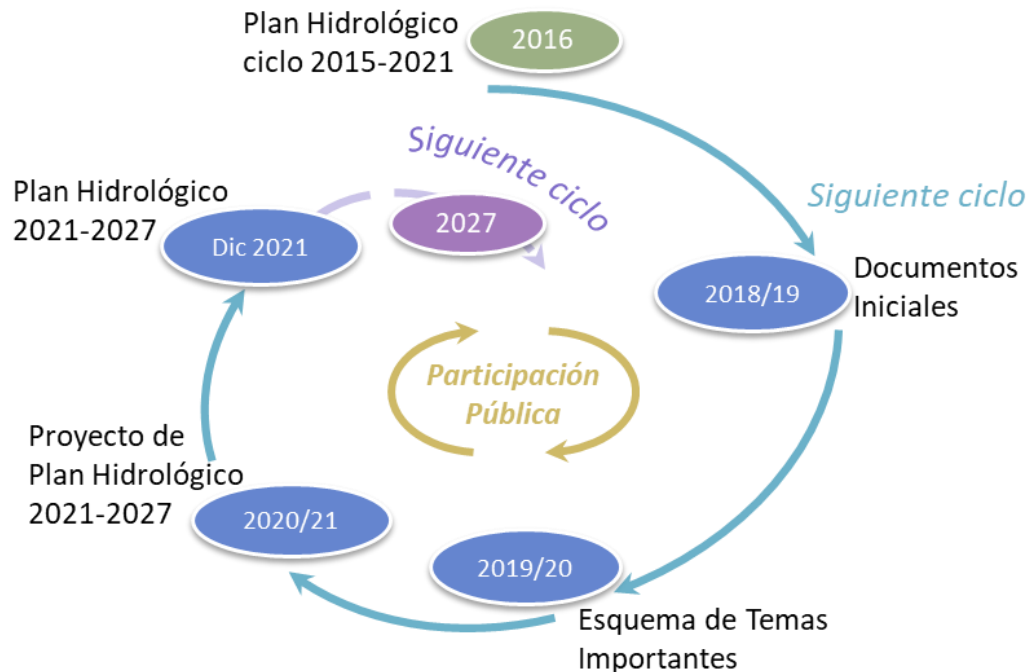 Plan Hidrológico
ciclo 2015-2021
2016
Siguiente ciclo
Siguiente ciclo
Plan Hidrológico
2021-2027
Dic 2021
2027
2018/19
Documentos
Iniciales
Participación
Pública
Proyecto de
Plan Hidrológico
2021-2027
2020/21
2019/20
Esquema de Temas
Importantes